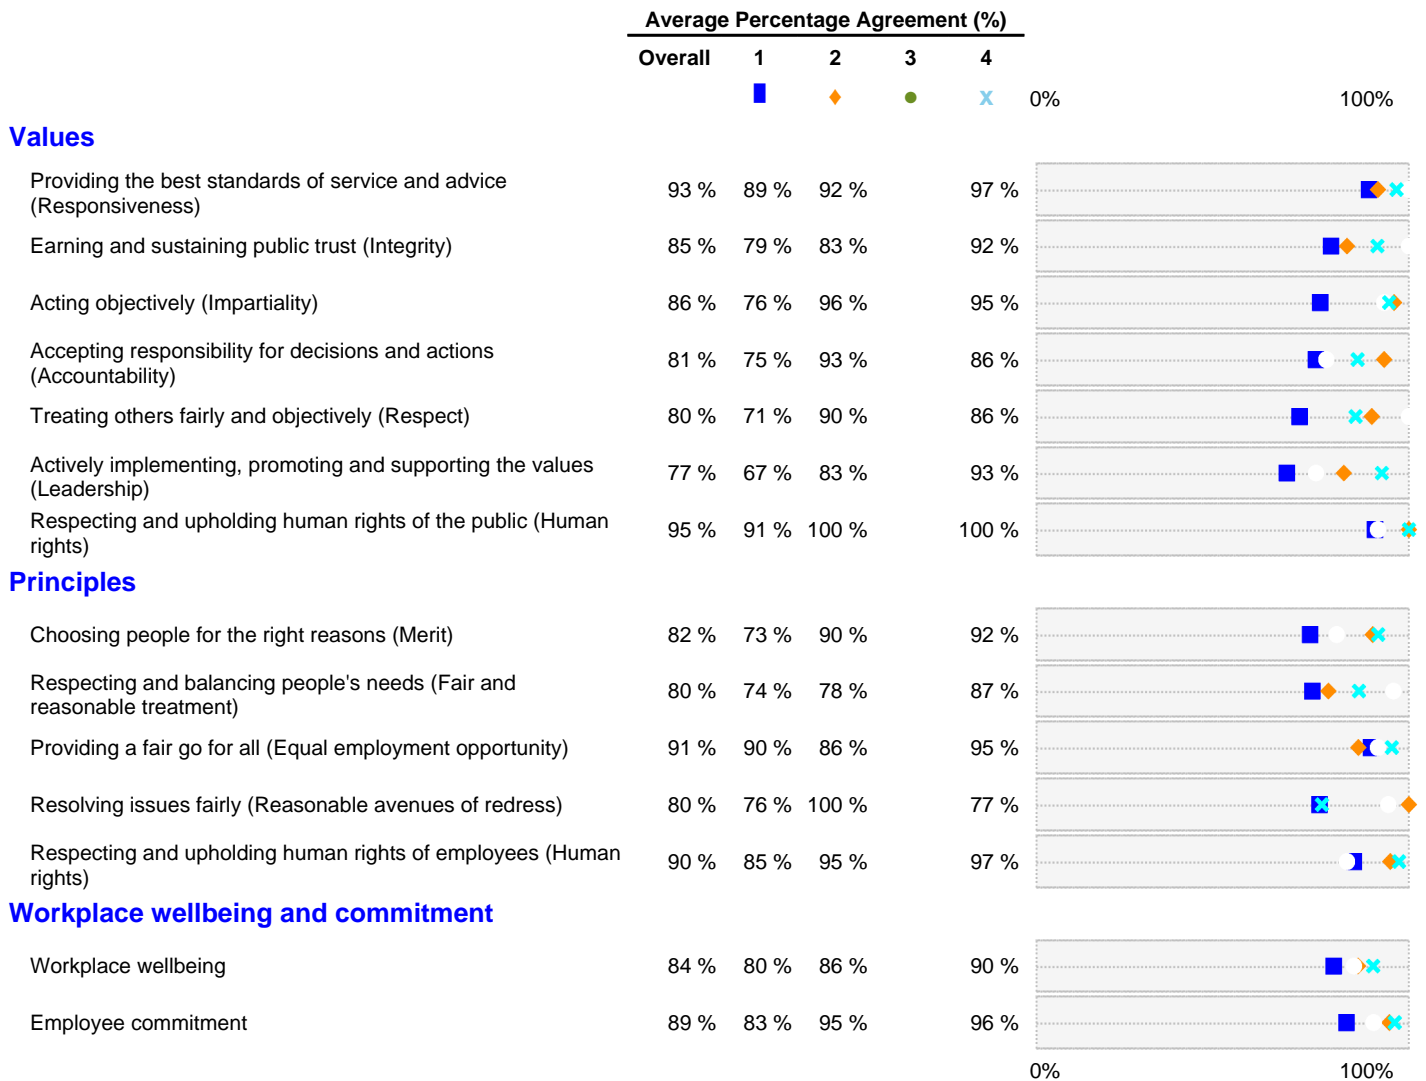 Average Percentage Agreement (%)
Overall 1 2 3 4
x
0% 100%
Values
Providing the best standards of service and advice
(Responsiveness)
93 % 89 % 92 % 97 %
Earning and sustaining public trust (Integrity) 85 % 79 % 83 % 92 %
Acting objectively (Impartiality) 86 % 76 % 96 % 95 %
Accepting responsibility for decisions and actions
(Accountability)
81 % 75 % 93 % 86 %
Treating others fairly and objectively (Respect) 80 % 71 % 90 % 86 %
Actively implementing, promoting and supporting the values
(Leadership)
77 % 67 % 83 % 93 %
Respecting and upholding human rights of the public (Human
rights)
95 % 91 % 100 % 100 %
Principles
Choosing people for the right reasons (Merit) 82 % 73 % 90 % 92 %
Respecting and balancing people's needs (Fair and
reasonable treatment)
80 % 74 % 78 % 87 %
Providing a fair go for all (Equal employment opportunity) 91 % 90 % 86 % 95 %
Resolving issues fairly (Reasonable avenues of redress) 80 % 76 % 100 % 77 %
Respecting and upholding human rights of employees (Human
rights)
90 % 85 % 95 % 97 %
Workplace wellbeing and commitment
Workplace wellbeing 84 % 80 % 86 % 90 %
Employee commitment 89 % 83 % 95 % 96 %
0% 100%